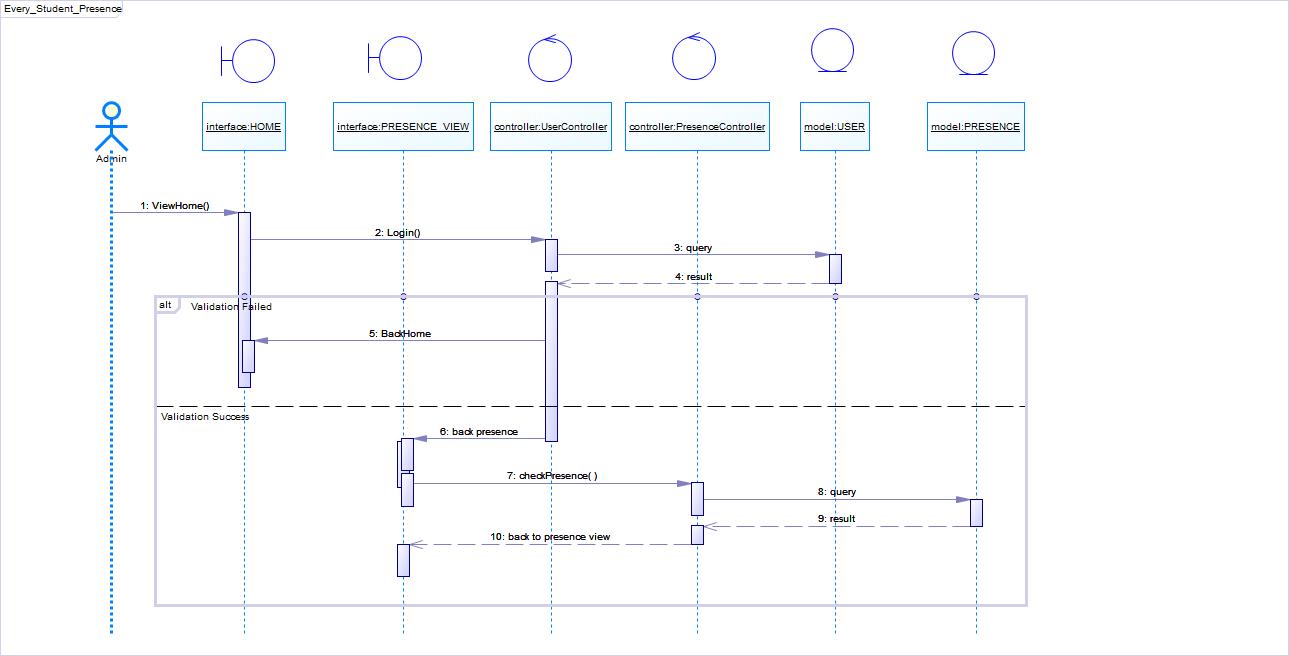 Every_Student_Presence
Admin
interface:HOME
interface:PRESENCE_VIEW
controller:UserController
controller:PresenceController
model:USER
model:PRESENCE
1: ViewHome()
2: Login()
3: query
4: result
alt
Validation Failed
5: BackHome
Validation Success
6: back presence
7: checkPresence( )
8: query
9: result
10: back to presence view